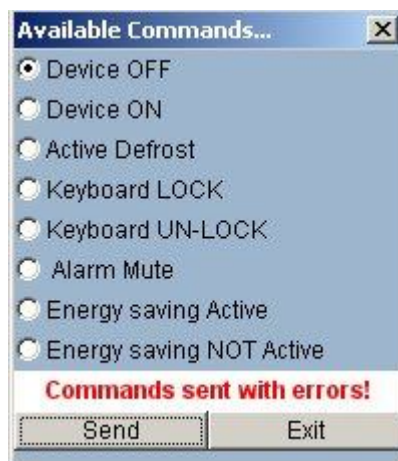 Available Commands...
Device OFF
Device ON
Active Defrost
Keyboard LOCK
Keyboard UN-LOCK
Alarm Mute
Energy saving Active
Energy saving NOT Active
Commands sent with errors!
Send Exit